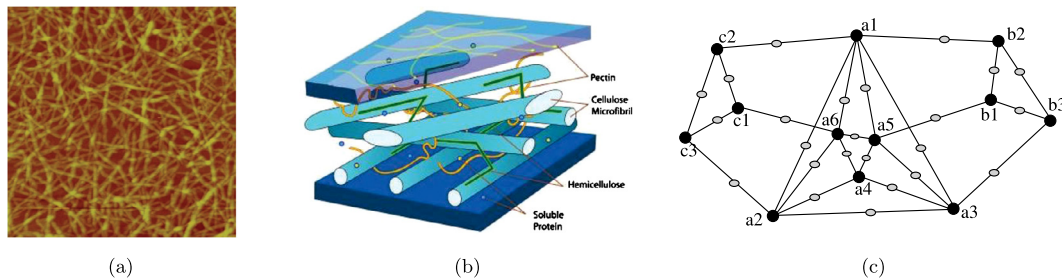 Pectin
Cellulose
Microfibril
Hemicellulose
Soluble
Protein
a1
c2
b2
c1
a6
a5
b1
b3
c3
a4
a2
a3
(a)
(b)
(c)